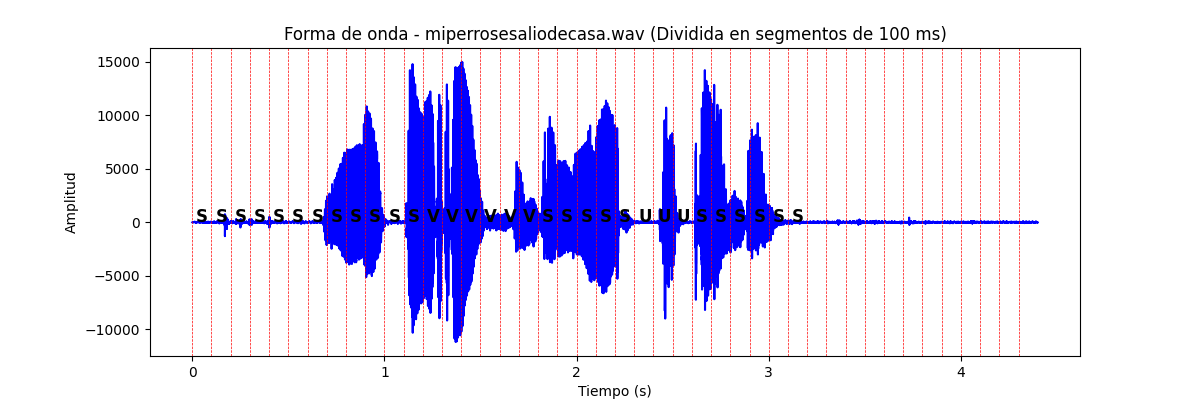 Forma de onda - miperrosesaliodecasa.wav (Dividida en segmentos de 100 ms)
15000
10000
5000
0
−5000
−10000
Amplitud
S S S S S S S S S S S S V V V V V V S S S S S U U U S S S S S S
0 1 2 3 4
Tiempo (s)